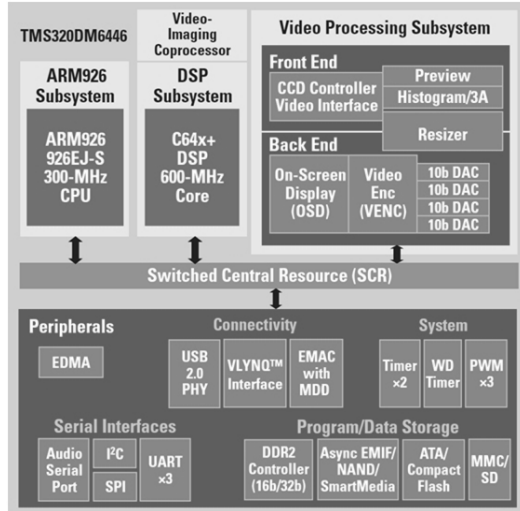 TMS320DM6446
Video-
Imaging
Coprocessor
Video Processing Subsystem
ARM926
Subsystem
ARM926
926EJ-S
300-MHz
CPU
DSP
Subsystem
C64x+
DSP
600-MHz
Core
Front End
CCD Controller
Video Interface
Preview
Histogram/3A
Resizer
Back End
On-Screen
Display
(OSD)
Video
Enc
(VENC)
10b DAC
10b DAC
10b DAC
10b DAC
Switched Central Resource (SCR)
Peripherals
EDMA
Connectivity
USB
2.0
PHY
VLYNQ™
Interface
EMAC
with
MDD
System
Timer
×2
WD
Timer
PWM
×3
Serial Interfaces
Audio
Serial
Port
I²C
SPI
UART
×3
Program/Data Storage
DDR2
Controller
(16b/32b)
Async EMIF/
NAND/
SmartMedia
ATA/
Compact
Flash
MMC/
SD